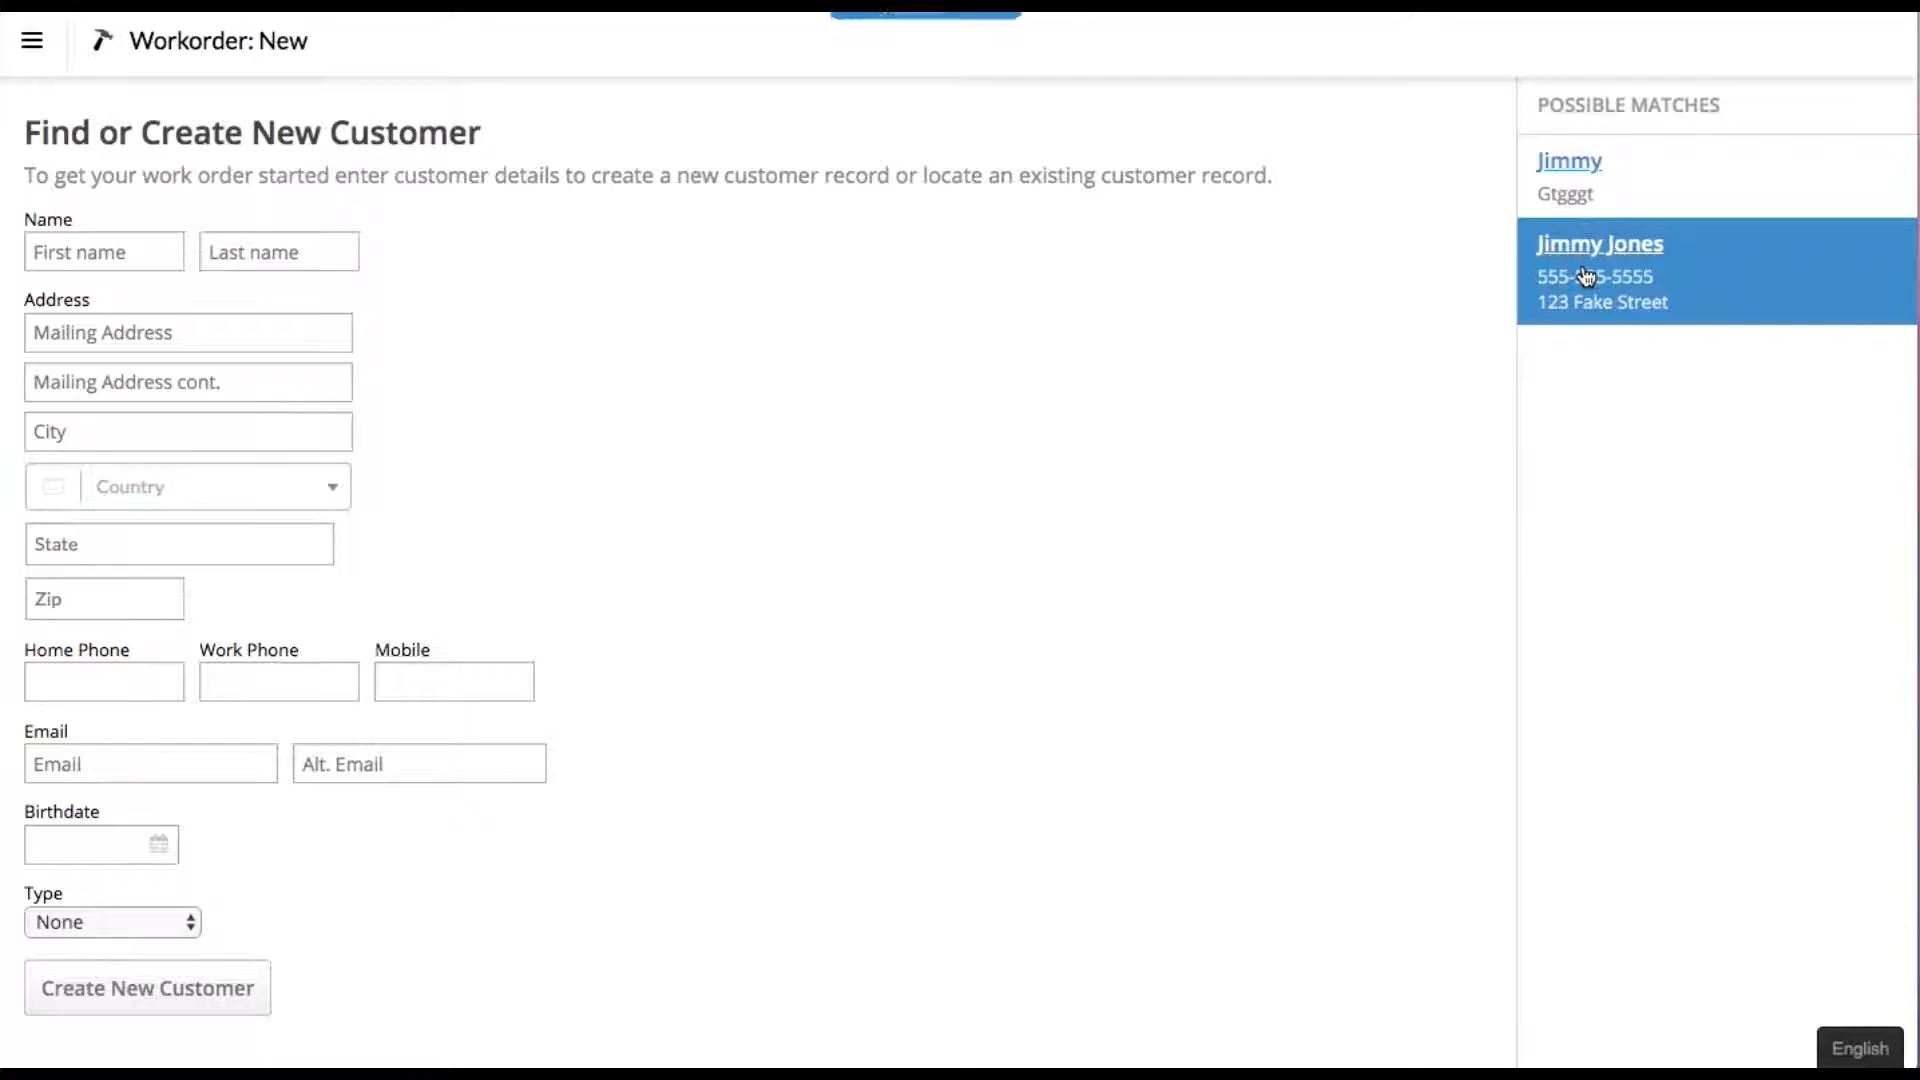 Workorder: New
Find or Create New Customer
To get your work order started enter customer details to create a new customer record or locate an existing customer record.
Name
First name Last name
Address
Mailing Address
Mailing Address cont.
City
Country
State
Zip
Home Phone Work Phone Mobile
Email
Email Alt. Email
Birthdate
Type
None
Create New Customer
POSSIBLE MATCHES
Jimmy
Gtgggt
Jimmy Jones
123 Fake Street
English